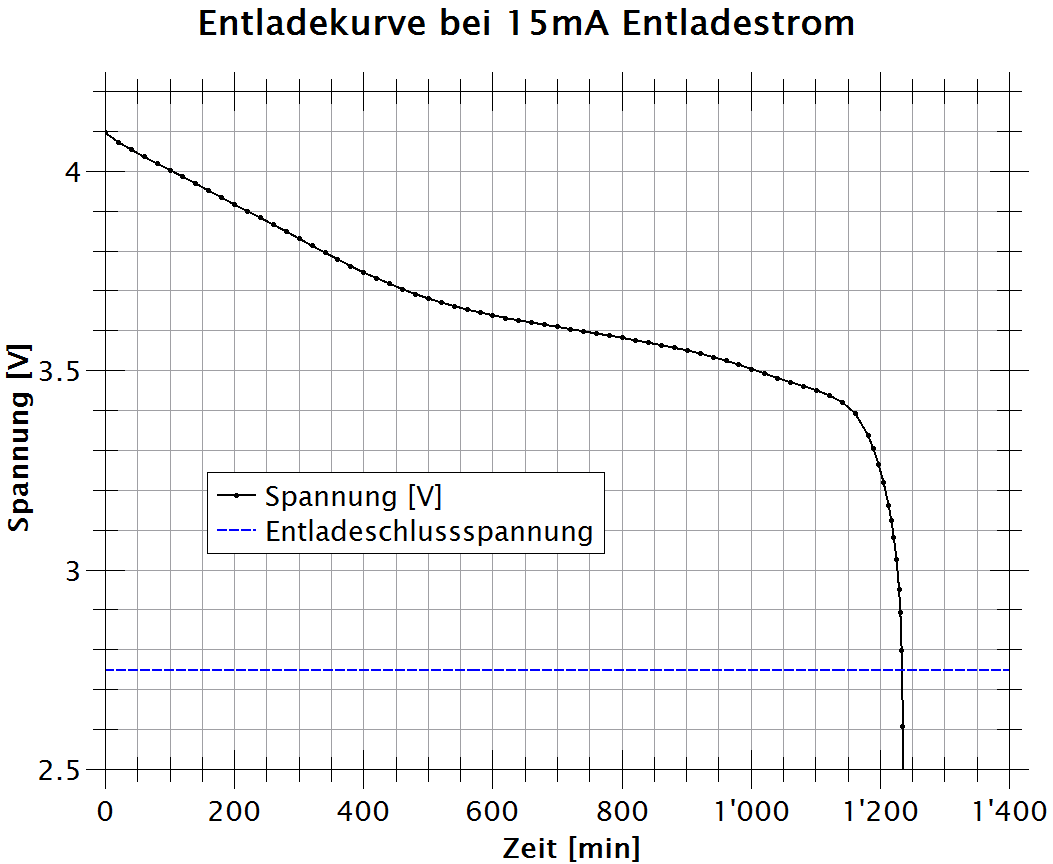 Entladekurve bei 15mA Entladestrom
Spannung [V]
4
3.5
3
2.5
Spannung [V]
Entladeschlussspannung
0 200 400 600 800 1'000 1'200 1'400
Zeit [min]